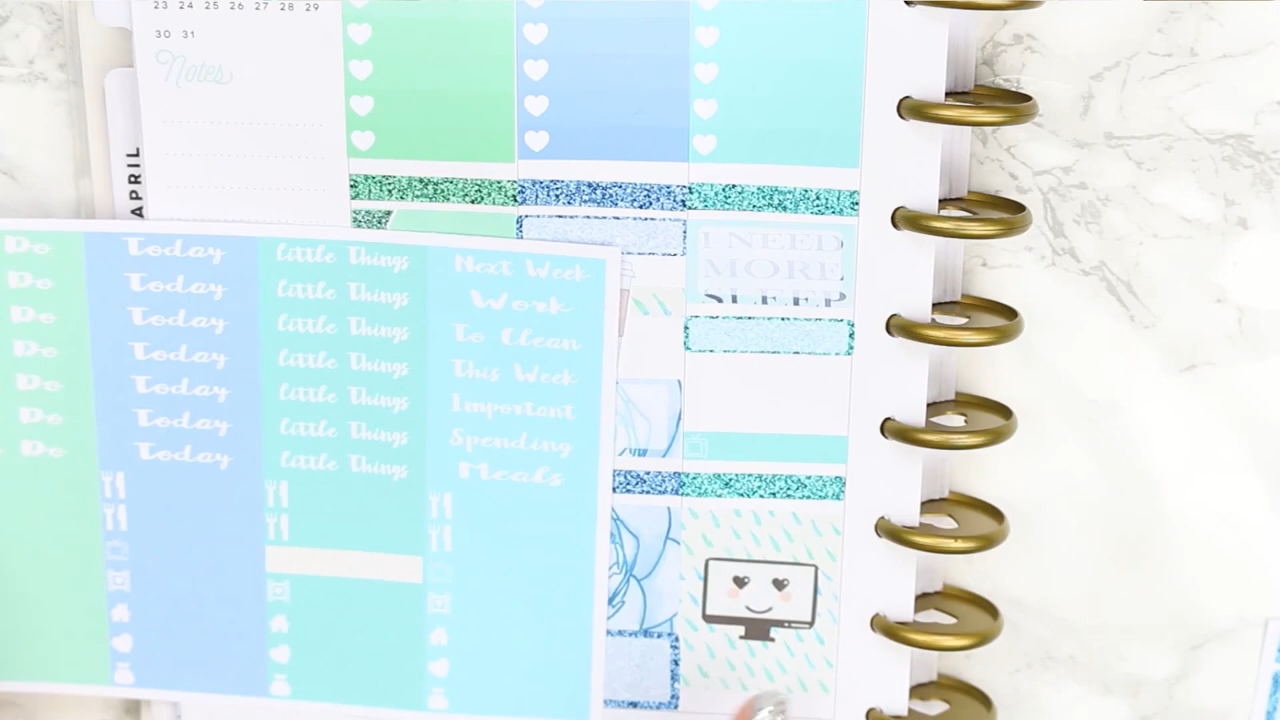 23 24 25 26 27 28 29
30 31
Notes
APRIL
I NEED
MORE
SLEEP
Do Today little Things Next Week
Do Today little Things Work
Do Today little Things To Clean
Do Today little Things This Week
Do Today little Things Important
Do Today little Things Spending
Do Today little Things Meals